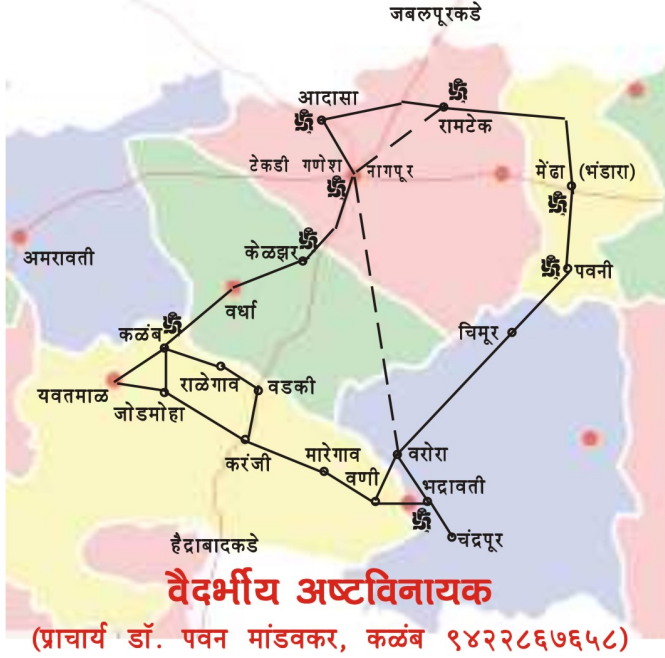 जबलपूरकडे
आदासा
रामटेक
टेकडी गणेश
नागपूर
मेंढा (भंडारा)
अमरावती
केळझर
पवनी
वर्धा
कळंब
चिमूर
यवतमाळ
राळेगाव
वडकी
जोडमोहा
करंजी
मारेगाव
वरोरा
वणी
भद्रावती
चंद्रपूर
हैद्राबादकडे
वैदर्भीय अष्टविनायक
(प्राचार्य डॉ. पवन मांडवकर, कळंब ९४२२८६७६५८)